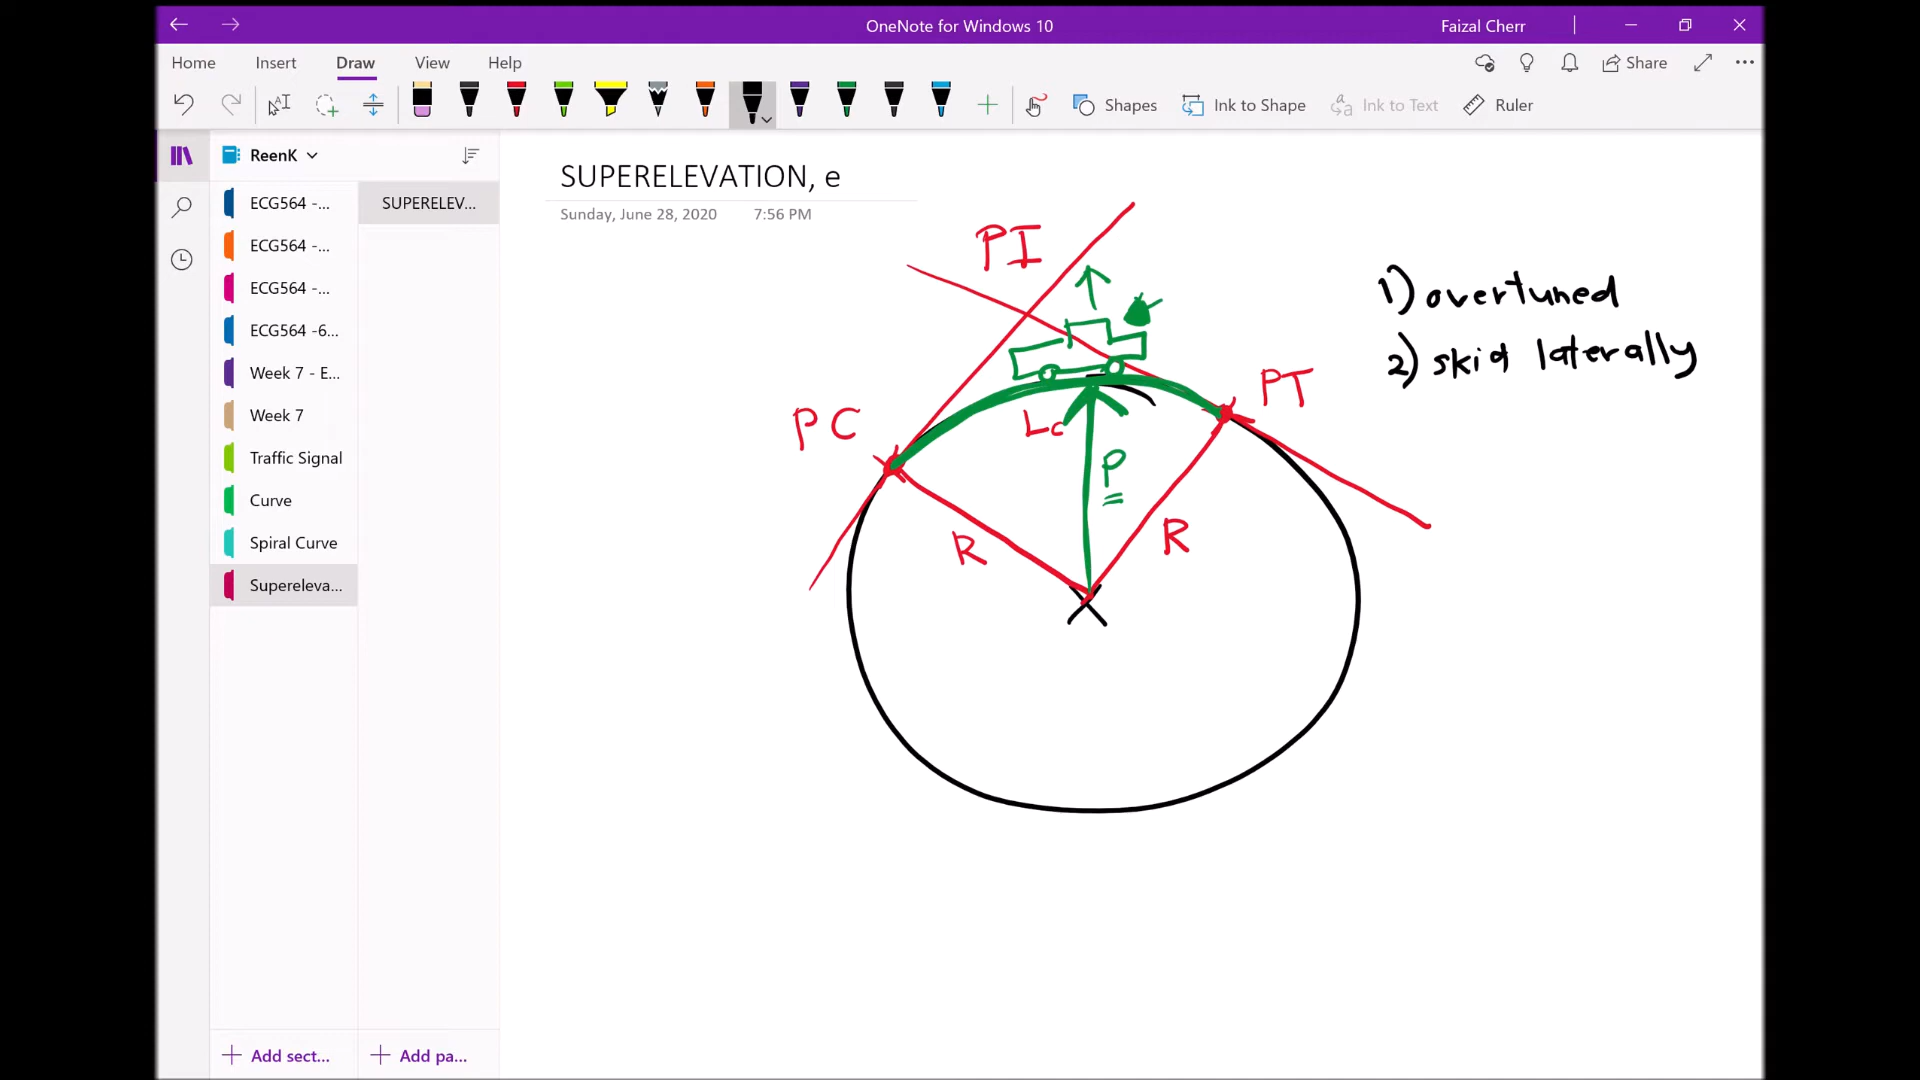 OneNote for Windows 10
Faizal Cherr
Home Insert Draw View Help
Share
Shapes Ink to Shape Ink to Text Ruler
ReenK
ECG564 -...
ECG564 -...
ECG564 -...
ECG564 -6...
Week 7 - E...
Week 7
Traffic Signal
Curve
Spiral Curve
Supereleva...
Add sect...
SUPERELEV...
Add pa...
SUPERELEVATION, e
Sunday, June 28, 2020 7:56 PM
PI
PC
Lc
PT
P
R
R
1) overtuned
2) skid laterally